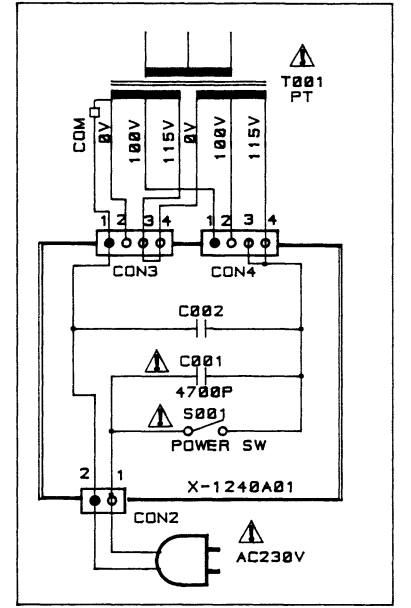 T001
PT
COM
0V
100V
115V
0V
100V
115V
1 2 3 4
1 2 3 4
CON3
CON4
C002
C001
4700P
S001
POWER SW
2 1
X-1240A01
CON2
AC230V